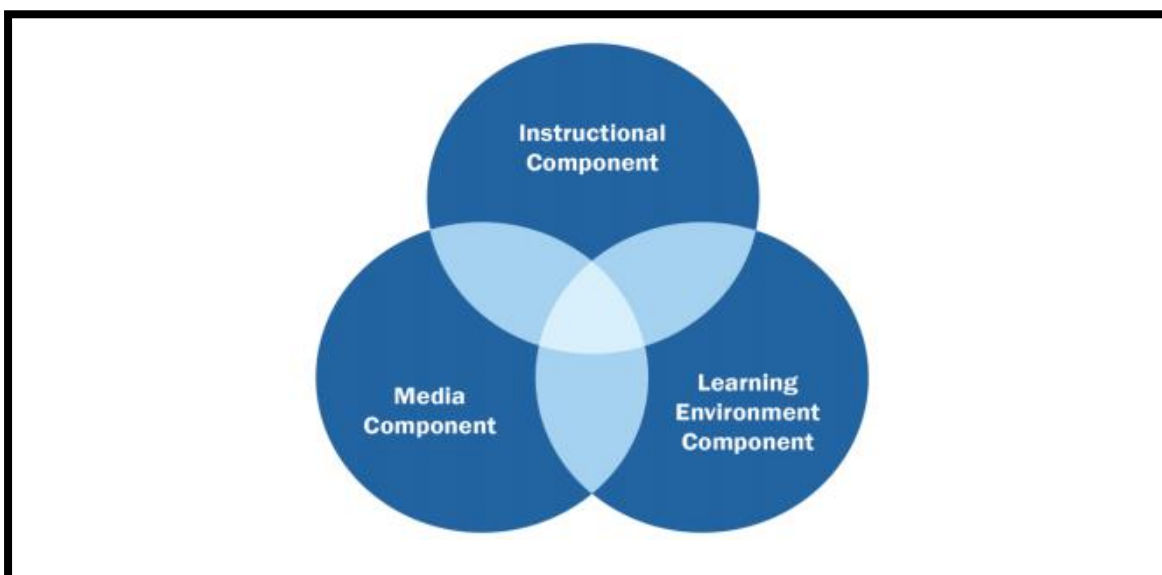 Instructional
Component
Media
Component
Learning
Environment
Component